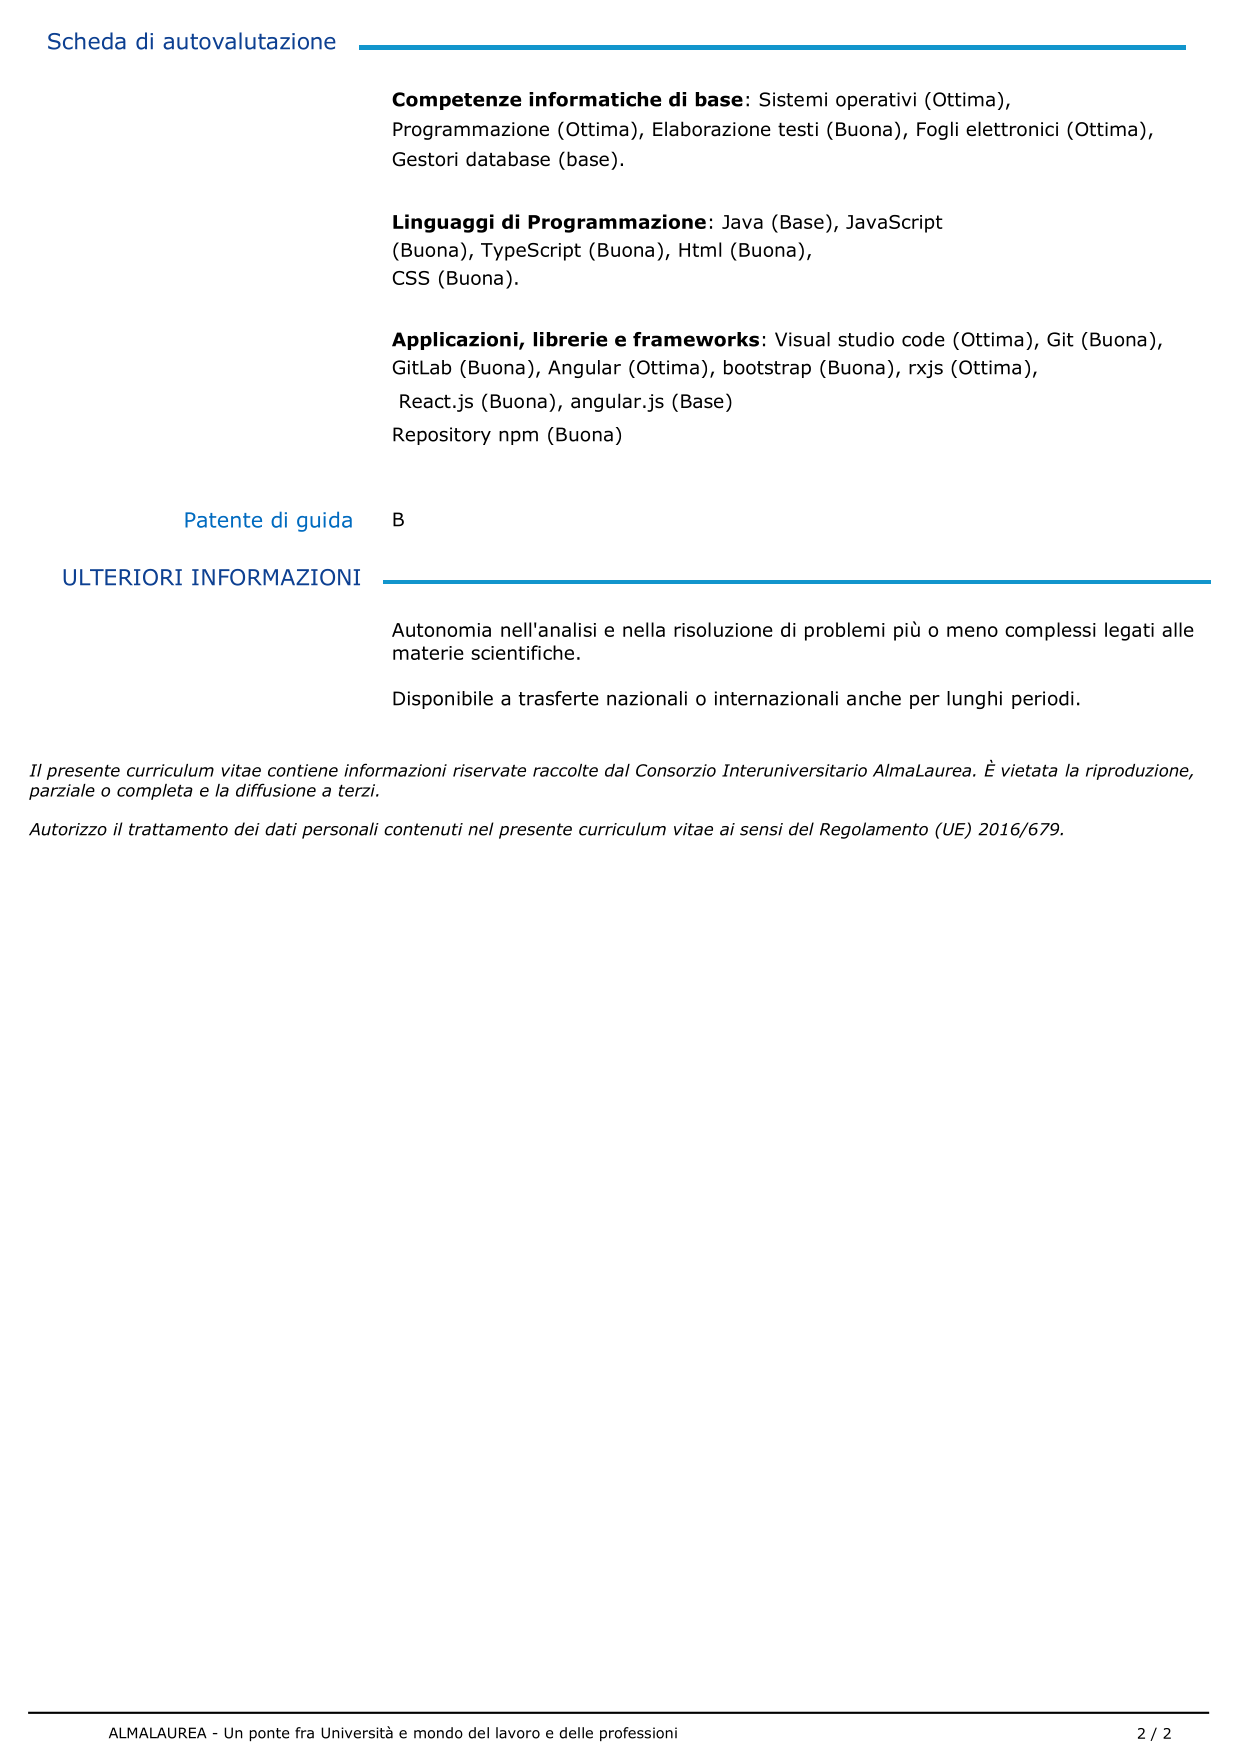 Scheda di autovalutazione
Competenze informatiche di base: Sistemi operativi (Ottima),
Programmazione (Ottima), Elaborazione testi (Buona), Fogli elettronici (Ottima),
Gestori database (base).
Linguaggi di Programmazione: Java (Base), JavaScript
(Buona), TypeScript (Buona), Html (Buona),
CSS (Buona).
Applicazioni, librerie e frameworks: Visual studio code (Ottima), Git (Buona),
GitLab (Buona), Angular (Ottima), bootstrap (Buona), rxjs (Ottima),
React.js (Buona), angular.js (Base)
Repository npm (Buona)
Patente di guida B
ULTERIORI INFORMAZIONI
Autonomia nell'analisi e nella risoluzione di problemi più o meno complessi legati alle
materie scientifiche.
Disponibile a trasferte nazionali o internazionali anche per lunghi periodi.
Il presente curriculum vitae contiene informazioni riservate raccolte dal Consorzio Interuniversitario AlmaLaurea. È vietata la riproduzione,
parziale o completa e la diffusione a terzi.
Autorizzo il trattamento dei dati personali contenuti nel presente curriculum vitae ai sensi del Regolamento (UE) 2016/679.
ALMALAUREA - Un ponte fra Università e mondo del lavoro e delle professioni 2 / 2